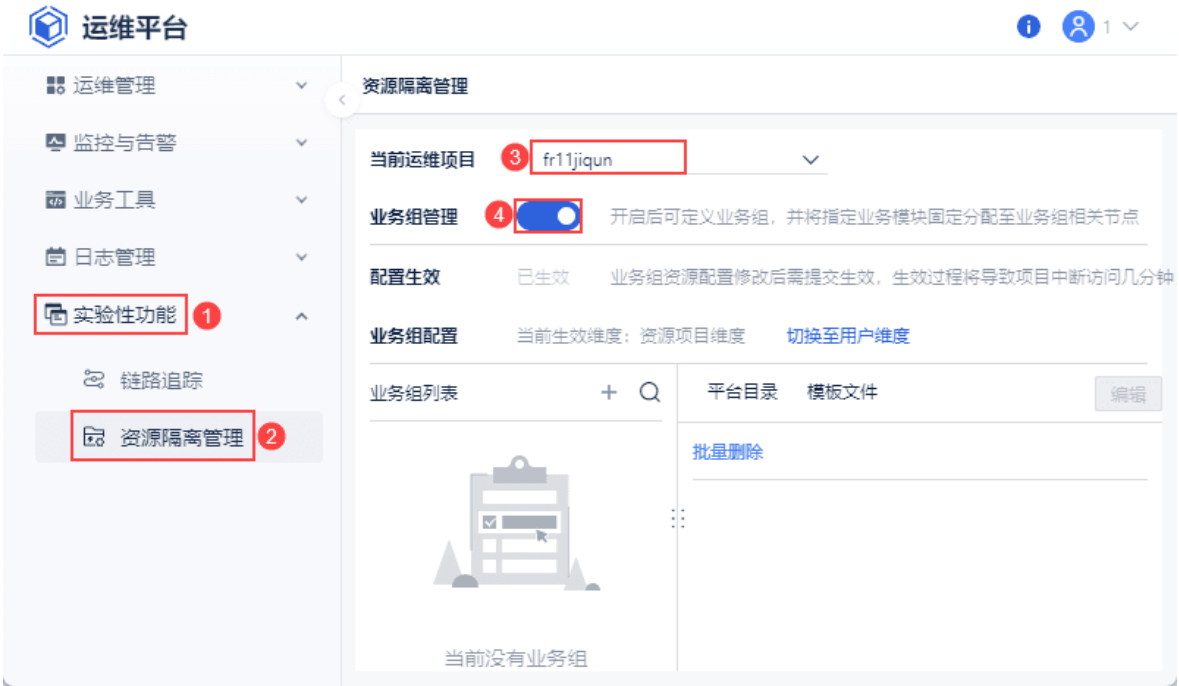 运维平台
1
运维管理
监控与告警
业务工具
日志管理
实验性功能 1
链路追踪
资源隔离管理 2
资源隔离管理
当前运维项目 3 fr11jiqun
业务组管理 4 开启后可定义业务组，并将指定业务模块固定分配至业务组相关节点
配置生效 已生效 业务组资源配置修改后需提交生效，生效过程将导致项目中断访问几分钟
业务组配置 当前生效维度：资源项目维度 切换至用户维度
业务组列表
平台目录 模板文件 编辑
批量删除
当前没有业务组